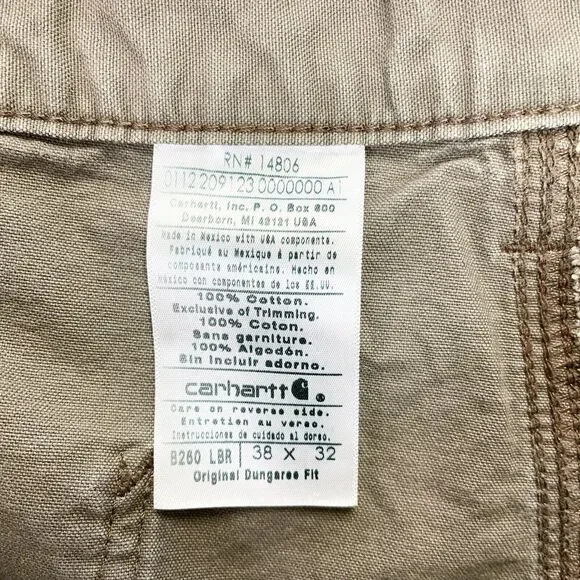 RN# 14806
0112 209123 0000000 A1
Carhartt, Inc. P. O. Box 600
Dearborn, MI 48121 USA
Made in Mexico with USA components.
Fabriqué au Mexique à partir de
composants américains. Hecho en
México con componentes de los EE.UU.
100% Cotton.
Exclusive of Trimming.
100% Coton.
Sans garniture.
100% Algodón.
Sin incluir adorno.
carhartt ®
Care on reverse side.
Entretien au verso.
Instrucciones de cuidado al dorso.
B260 LBR 38 X 32
Original Dungaree Fit